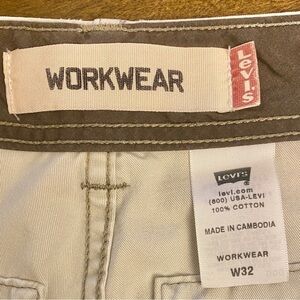 WORKWEAR
Levi's
Levi's
levi.com
(800) USA-LEVI
100% COTTON
MADE IN CAMBODIA
WORKWEAR
W32